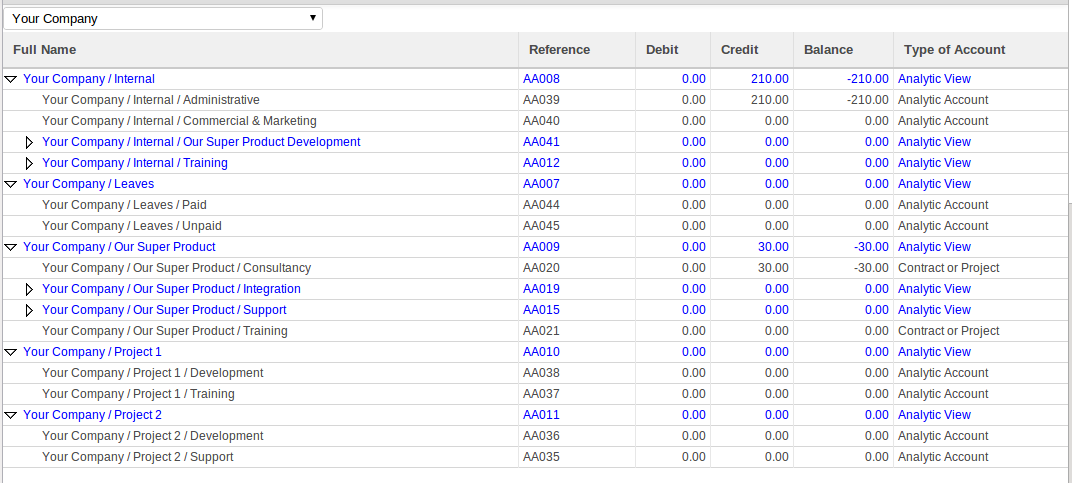 Your Company
Full Name Reference Debit Credit Balance Type of Account
Your Company / Internal AA008 0.00 210.00 -210.00 Analytic View
Your Company / Internal / Administrative AA039 0.00 210.00 -210.00 Analytic Account
Your Company / Internal / Commercial & Marketing AA040 0.00 0.00 0.00 Analytic Account
Your Company / Internal / Our Super Product Development AA041 0.00 0.00 0.00 Analytic View
Your Company / Internal / Training AA012 0.00 0.00 0.00 Analytic View
Your Company / Leaves AA007 0.00 0.00 0.00 Analytic View
Your Company / Leaves / Paid AA044 0.00 0.00 0.00 Analytic Account
Your Company / Leaves / Unpaid AA045 0.00 0.00 0.00 Analytic Account
Your Company / Our Super Product AA009 0.00 30.00 -30.00 Analytic View
Your Company / Our Super Product / Consultancy AA020 0.00 30.00 -30.00 Contract or Project
Your Company / Our Super Product / Integration AA019 0.00 0.00 0.00 Analytic View
Your Company / Our Super Product / Support AA015 0.00 0.00 0.00 Analytic View
Your Company / Our Super Product / Training AA021 0.00 0.00 0.00 Contract or Project
Your Company / Project 1 AA010 0.00 0.00 0.00 Analytic View
Your Company / Project 1 / Development AA038 0.00 0.00 0.00 Analytic Account
Your Company / Project 1 / Training AA037 0.00 0.00 0.00 Analytic Account
Your Company / Project 2 AA011 0.00 0.00 0.00 Analytic View
Your Company / Project 2 / Development AA036 0.00 0.00 0.00 Analytic Account
Your Company / Project 2 / Support AA035 0.00 0.00 0.00 Analytic Account